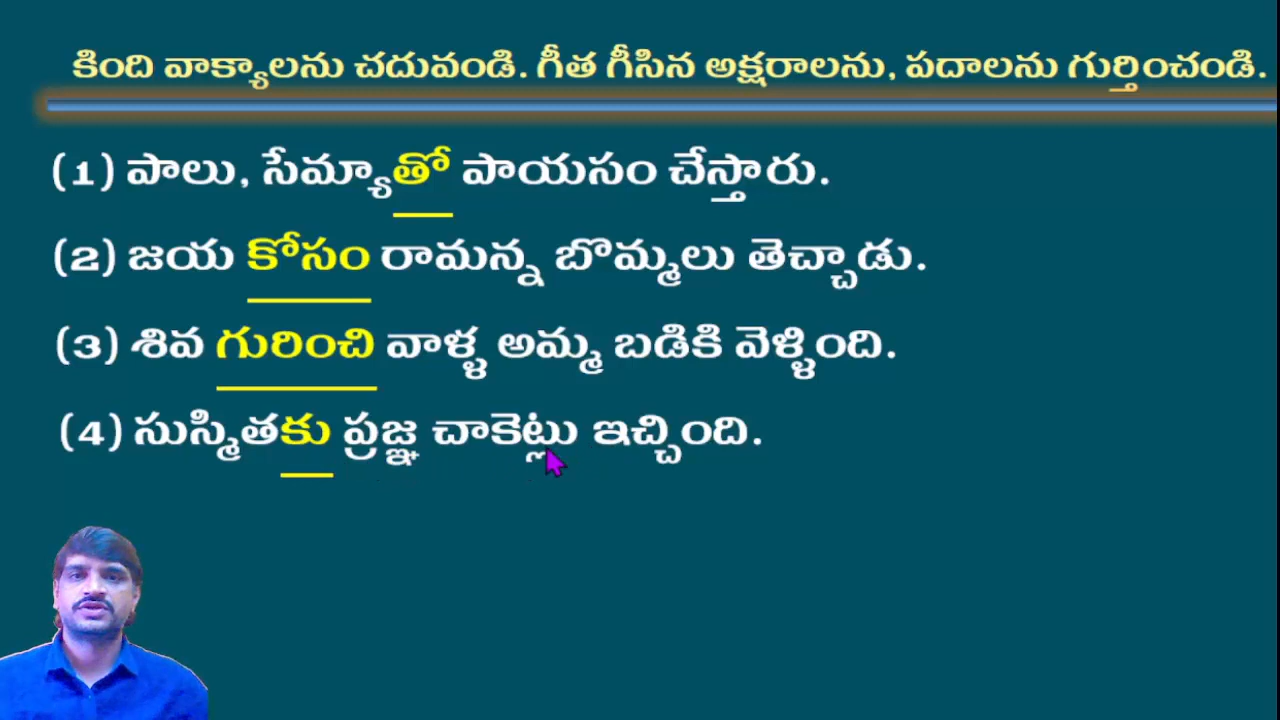 కింది వాక్యాలను చదువండి. గీత గీసిన అక్షరాలను, పదాలను గుర్తించండి.
(1) పాలు, సేమ్యాతో పాయసం చేస్తారు.
(2) జయ కోసం రామన్న బొమ్మలు తెచ్చాడు.
(3) శివ గురించి వాళ్ళ అమ్మ బడికి వెళ్ళింది.
(4) సుస్మితకు ప్రజ్ఞ చాకెట్లు ఇచ్చింది.